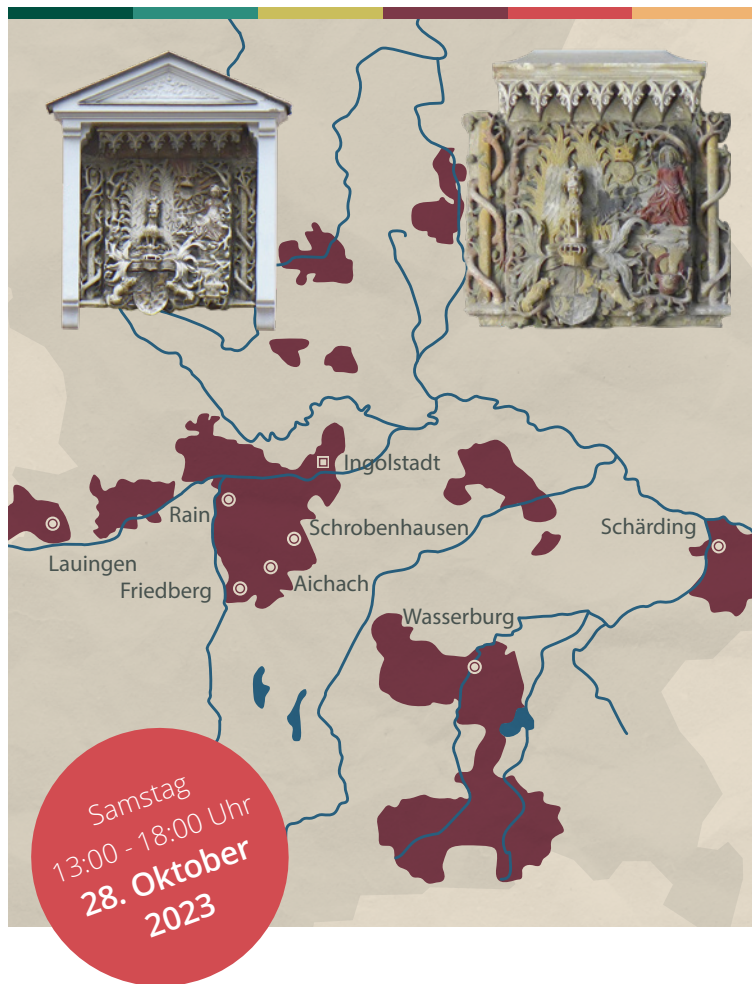 Ingolstadt
Rain
Schrobenhausen
Schärding
Lauingen
Aichach
Friedberg
Wasserburg
Samstag
13:00 - 18:00 Uhr
28. Oktober
2023